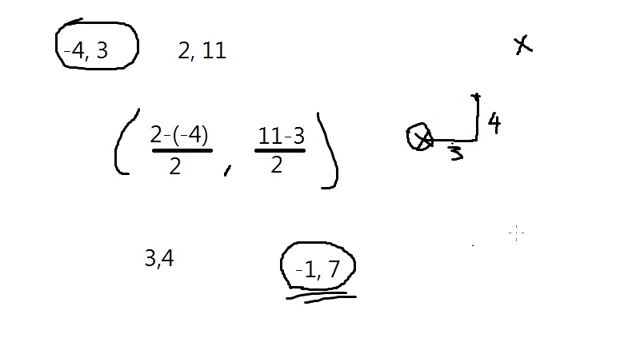 -4, 3 2, 11 x
( 2-(-4) / 2 , 11-3 / 2 ) x 3 4
3,4 -1, 7